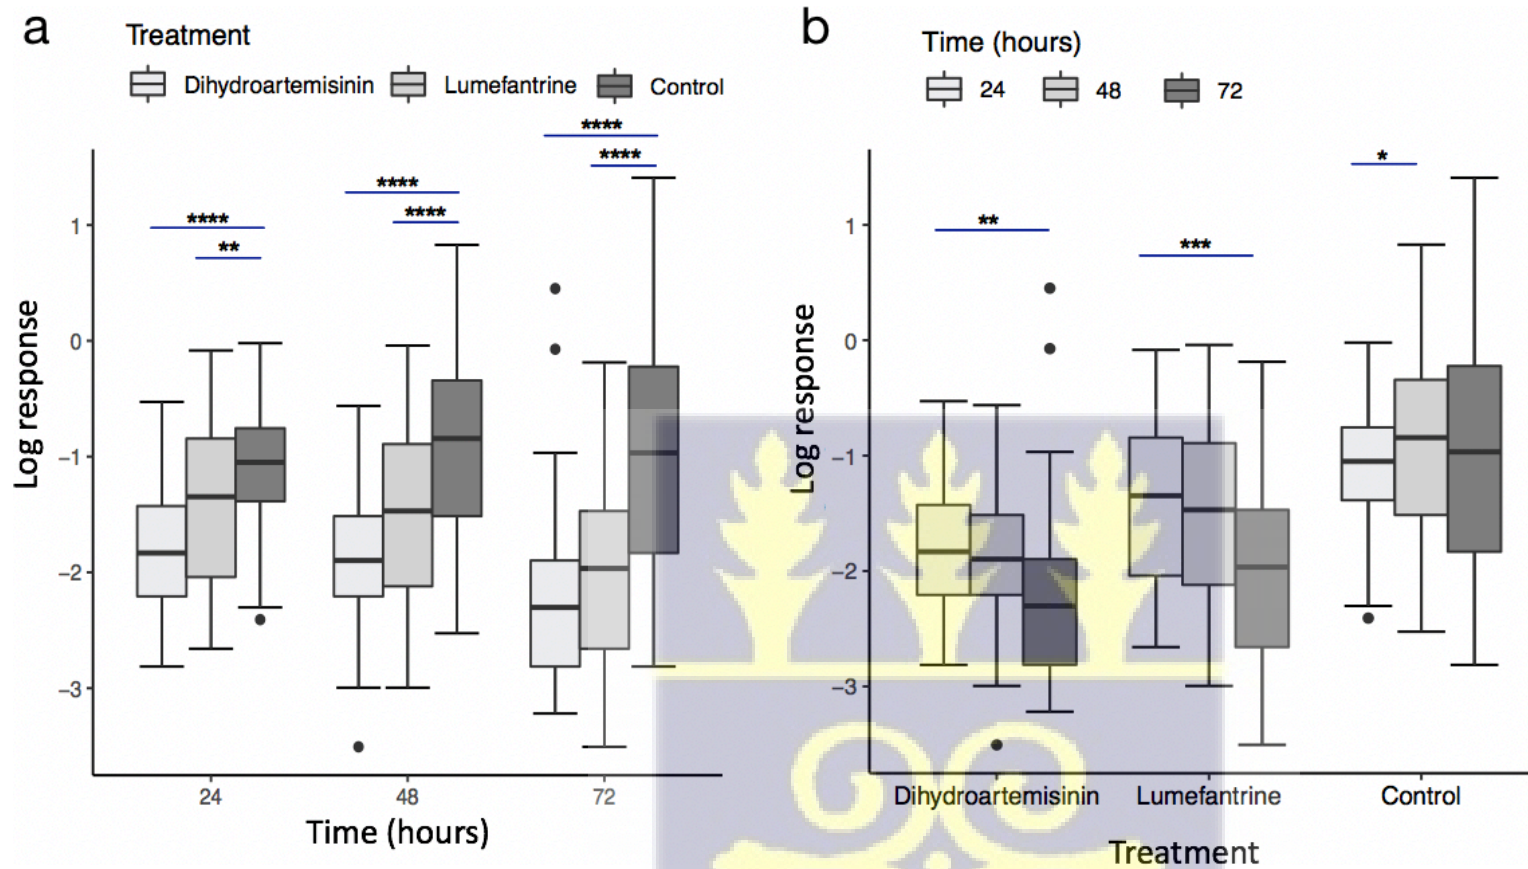 a
Treatment
Dihydroartemisinin Lumefantrine Control
****
****
****
****
****
**
1
0
−1
−2
−3
Log response
24 48 72
Time (hours)
b
Time (hours)
24 48 72
*
**
***
1
0
−1
−2
−3
Log response
Dihydroartemisinin Lumefantrine Control
Treatment